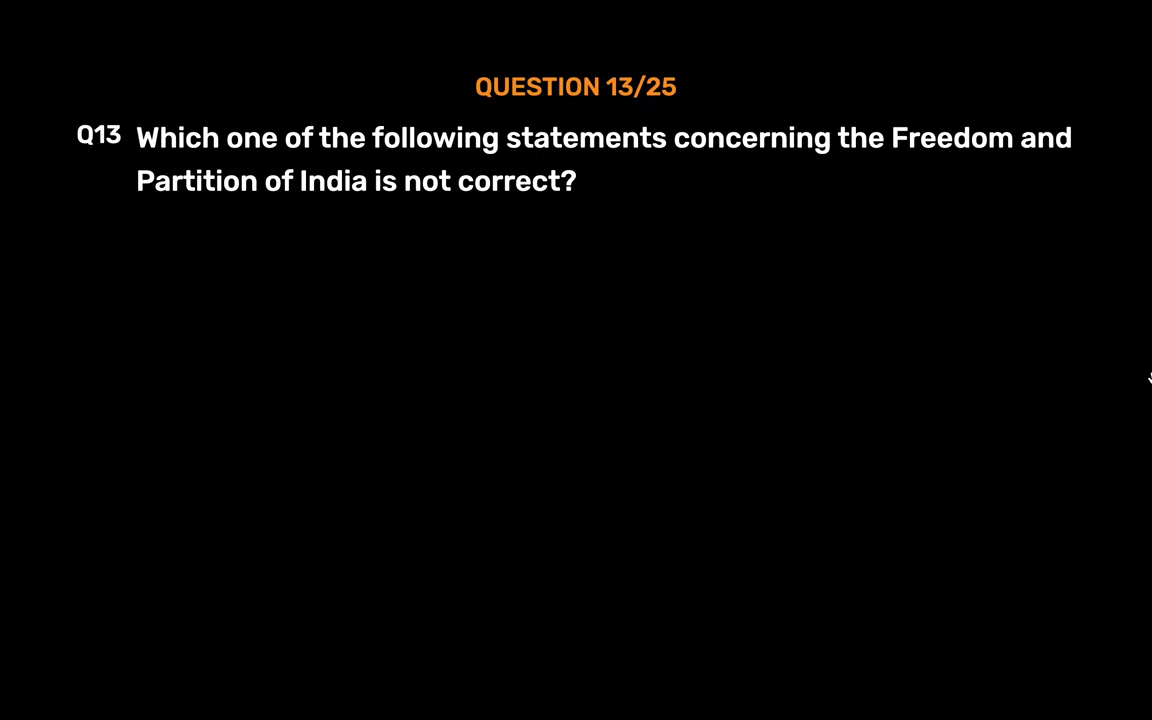 QUESTION 13/25
Q13 Which one of the following statements concerning the Freedom and
Partition of India is not correct?